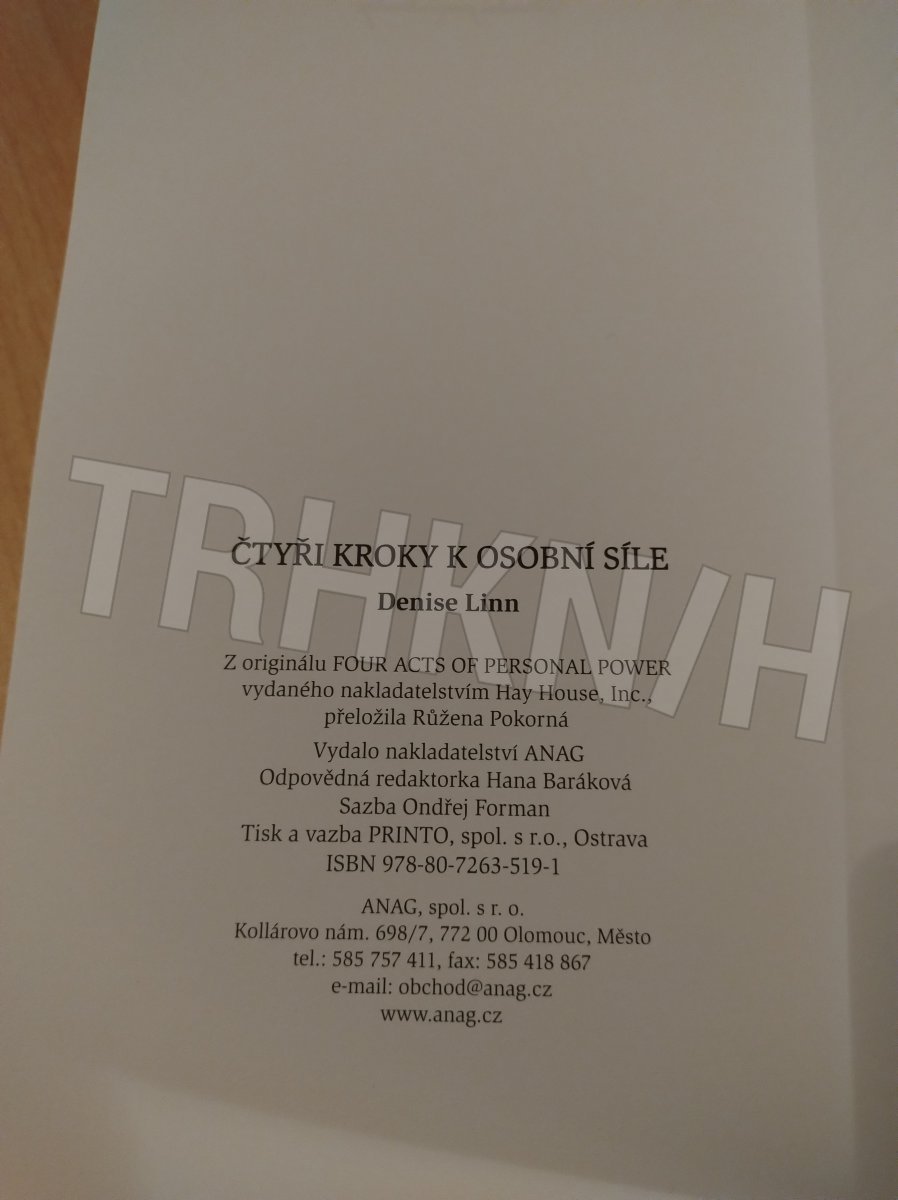 ČTYŘI KROKY K OSOBNÍ SÍLE
Denise Linn
Z originálu FOUR ACTS OF PERSONAL POWER
vydaného nakladatelstvím Hay House, Inc.,
přeložila Růžena Pokorná
Vydalo nakladatelství ANAG
Odpovědná redaktorka Hana Baráková
Sazba Ondřej Forman
Tisk a vazba PRINTO, spol. s r.o., Ostrava
ISBN 978-80-7263-519-1
ANAG, spol. s r. o.
Kollárovo nám. 698/7, 772 00 Olomouc, Město
tel.: 585 757 411, fax: 585 418 867
e-mail: obchod@anag.cz
www.anag.cz
TRHKN/H